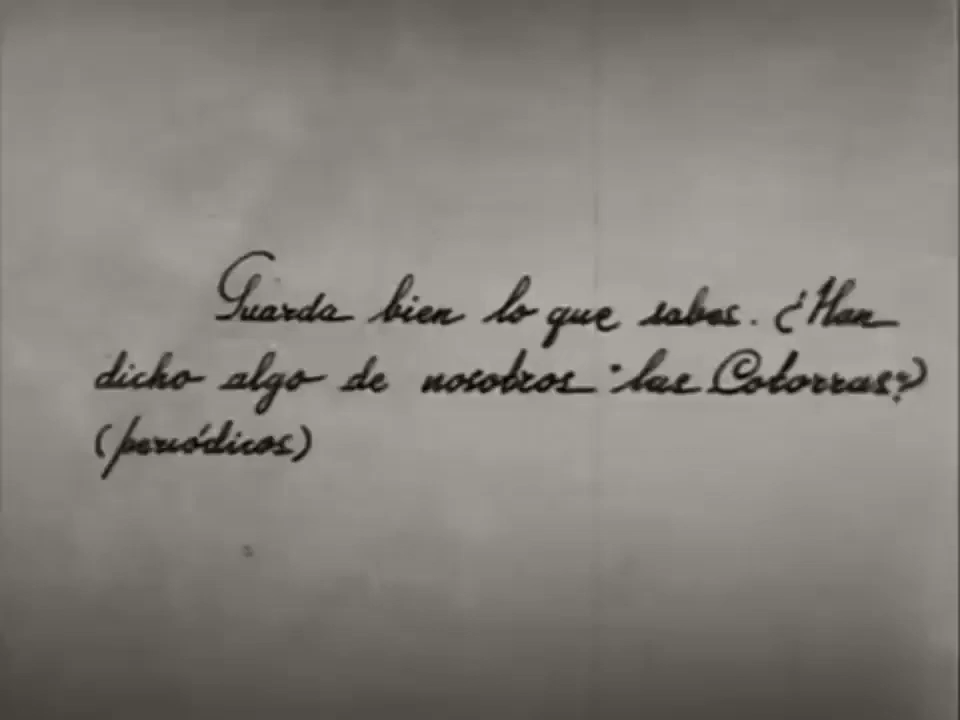 Guarda bien lo que sabes. ¿Han
dicho algo de nosotros "las Cotorras?
(periódicos)